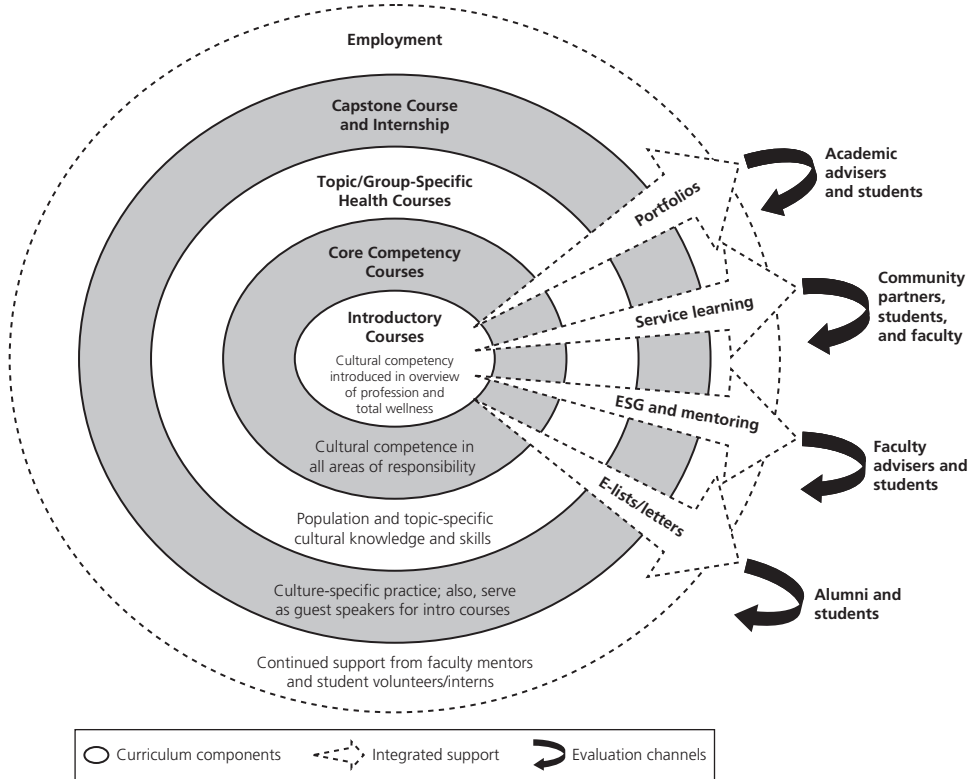 Employment
Capstone Course
and Internship
Topic/Group-Specific
Health Courses
Core Competency
Courses
Introductory
Courses
Cultural competency
introduced in overview
of profession and
total wellness
Cultural competence in
all areas of responsibility
Population and topic-specific
cultural knowledge and skills
Culture-specific practice; also, serve
as guest speakers for intro courses
Continued support from faculty mentors
and student volunteers/interns
Portfolios
Service learning
ESG and mentoring
E-lists/letters
Academic
advisers
and students
Community
partners,
students,
and faculty
Faculty
advisers and
students
Alumni and
students
Curriculum components
Integrated support
Evaluation channels